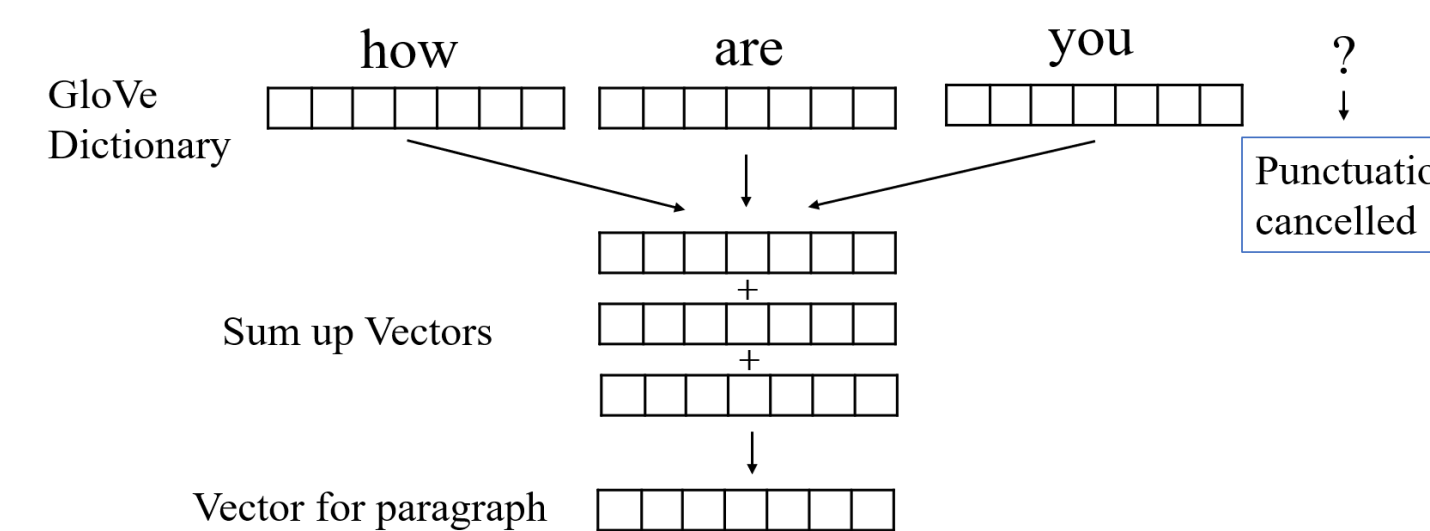 how are you ?
GloVe
Dictionary
Punctuatio
cancelled
+
Sum up Vectors
+
Vector for paragraph